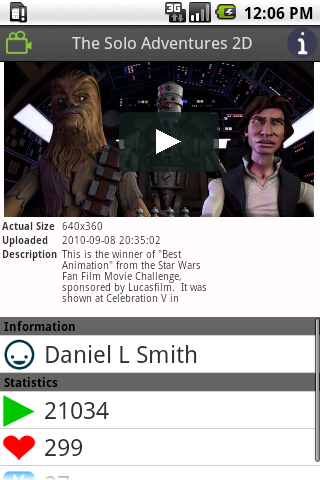 3G
12:06 PM
The Solo Adventures 2D
i
Actual Size 640x360
Uploaded 2010-09-08 20:35:02
Description This is the winner of "Best
Animation" from the Star Wars
Fan Film Movie Challenge,
sponsored by Lucasfilm. It was
shown at Celebration V in
Information
Daniel L Smith
Statistics
21034
299